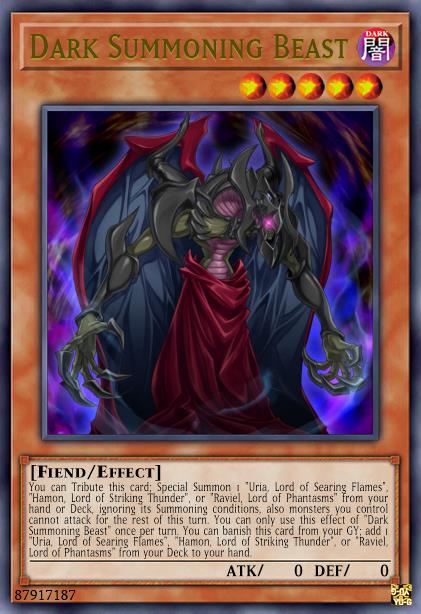 DARK SUMMONING BEAST
DARK
闇
[FIEND/EFFECT]
You can Tribute this card; Special Summon 1 "Uria, Lord of Searing Flames",
"Hamon, Lord of Striking Thunder", or "Raviel, Lord of Phantasms" from your
hand or Deck, ignoring its Summoning conditions, also monsters you control
cannot attack for the rest of this turn. You can only use this effect of "Dark
Summoning Beast" once per turn. You can banish this card from your GY; add 1
"Uria, Lord of Searing Flames", "Hamon, Lord of Striking Thunder", or "Raviel,
Lord of Phantasms" from your Deck to your hand.
ATK/ 0 DEF/ 0
87917187